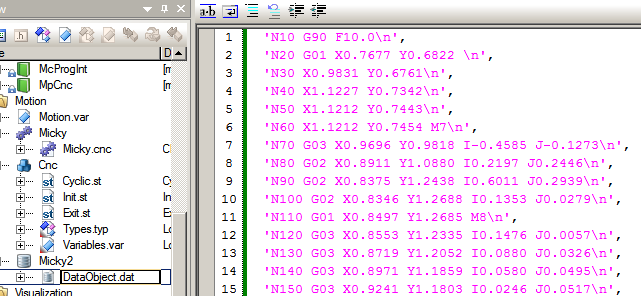 w
e
D
McProgInt
[m
MpCnc
[m
Motion
Motion.var
Micky
Micky.cnc
Cnc
Cyclic.st
Cy
Init.st
In
Exit.st
Ex
Types.typ
Lo
Variables.var
Lo
Micky2
DataObject.dat
Visualization
a·b
1 'N10 G90 F10.0\n',
2 'N20 G01 X0.7677 Y0.6822 \n',
3 'N30 X0.9831 Y0.6761\n',
4 'N40 X1.1227 Y0.7342\n',
5 'N50 X1.1212 Y0.7443\n',
6 'N60 X1.1212 Y0.7454 M7\n',
7 'N70 G03 X0.9696 Y0.9818 I-0.4585 J-0.1273\n',
8 'N80 G02 X0.8911 Y1.0880 I0.2197 J0.2446\n',
9 'N90 G02 X0.8375 Y1.2438 I0.6011 J0.2939\n',
10 'N100 G02 X0.8346 Y1.2688 I0.1353 J0.0279\n',
11 'N110 G01 X0.8497 Y1.2685 M8\n',
12 'N120 G03 X0.8553 Y1.2335 I0.1476 J0.0057\n',
13 'N130 G03 X0.8719 Y1.2052 I0.0880 J0.0326\n',
14 'N140 G03 X0.8971 Y1.1859 I0.0580 J0.0495\n',
15 'N150 G03 X0.9241 Y1.1803 I0.0246 J0.0517\n',